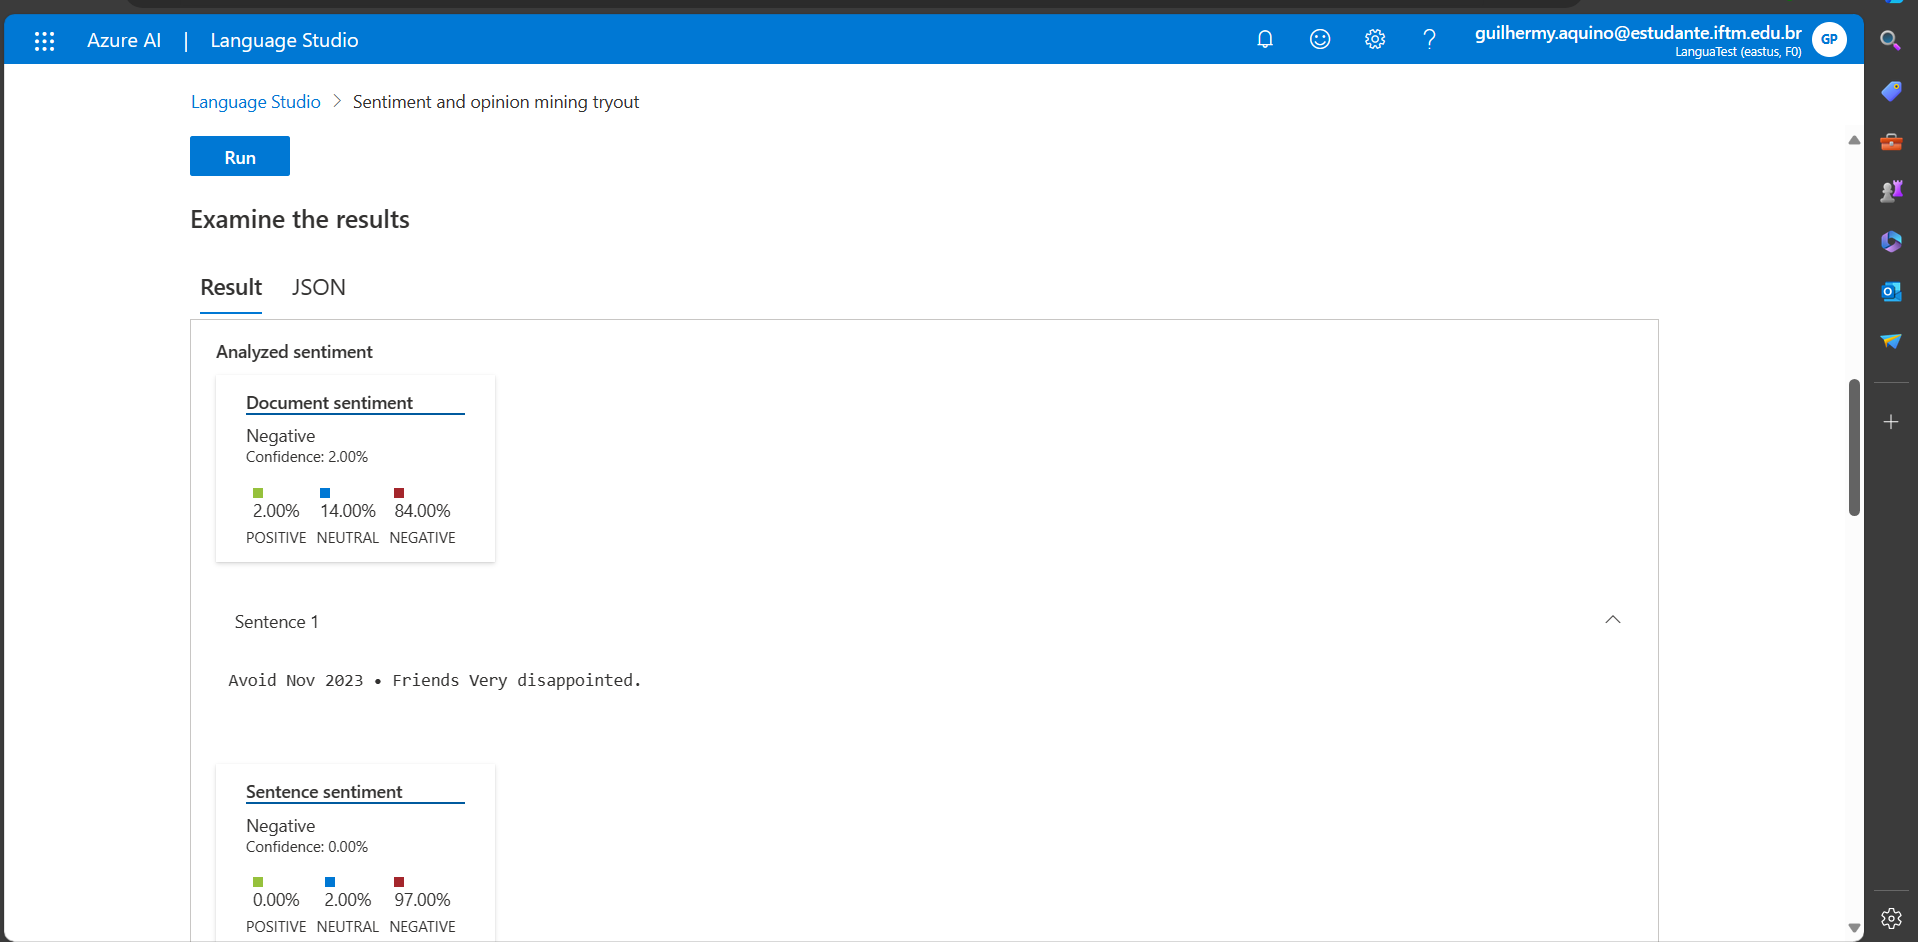 Azure AI | Language Studio
guilhermy.aquino@estudante.iftm.edu.br
LanguaTest (eastus, F0)
GP
Language Studio > Sentiment and opinion mining tryout
Run
Examine the results
Result JSON
Analyzed sentiment
Document sentiment
Negative
Confidence: 2.00%
2.00% 14.00% 84.00%
POSITIVE NEUTRAL NEGATIVE
Sentence 1
Avoid Nov 2023 • Friends Very disappointed.
Sentence sentiment
Negative
Confidence: 0.00%
0.00% 2.00% 97.00%
POSITIVE NEUTRAL NEGATIVE